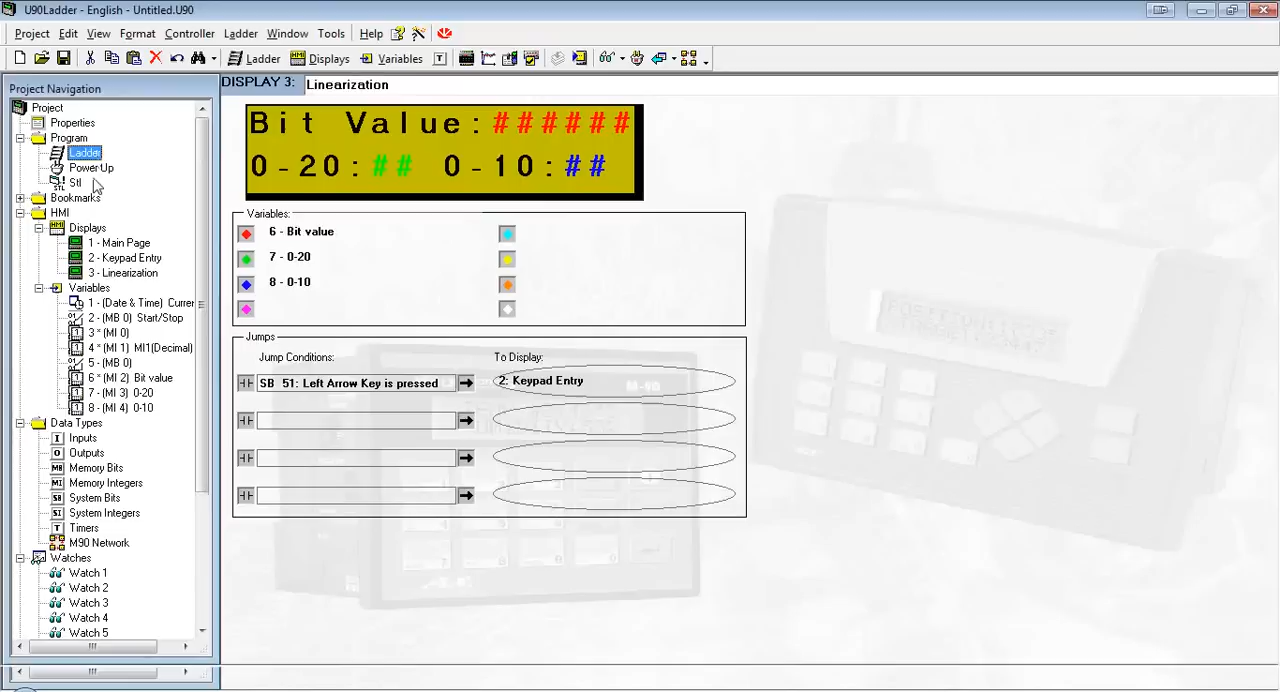 U90Ladder - English - Untitled.U90
Project Edit View Format Controller Ladder Window Tools Help
Ladder Displays Variables T
Project Navigation
Project
Properties
Program
Ladder
PowerUp
Stl
Bookmarks
HMI
Displays
1 - Main Page
2 - Keypad Entry
3 - Linearization
Variables
1 - (Date & Time) Currer
2 - (MB 0) Start/Stop
3 * (MI 0)
4 * (MI 1) MI1(Decimal)
5 - (MB 0)
6 * (MI 2) Bit value
7 - (MI 3) 0-20
8 - (MI 4) 0-10
Data Types
Inputs
Outputs
Memory Bits
Memory Integers
System Bits
System Integers
Timers
M90 Network
Watches
Watch 1
Watch 2
Watch 3
Watch 4
Watch 5
DISPLAY 3: Linearization
Bit Value:######
0-20:## 0-10:##
Variables:
6 - Bit value
7 - 0-20
8 - 0-10
Jumps
Jump Conditions: To Display:
SB 51: Left Arrow Key is pressed 2: Keypad Entry
M-90